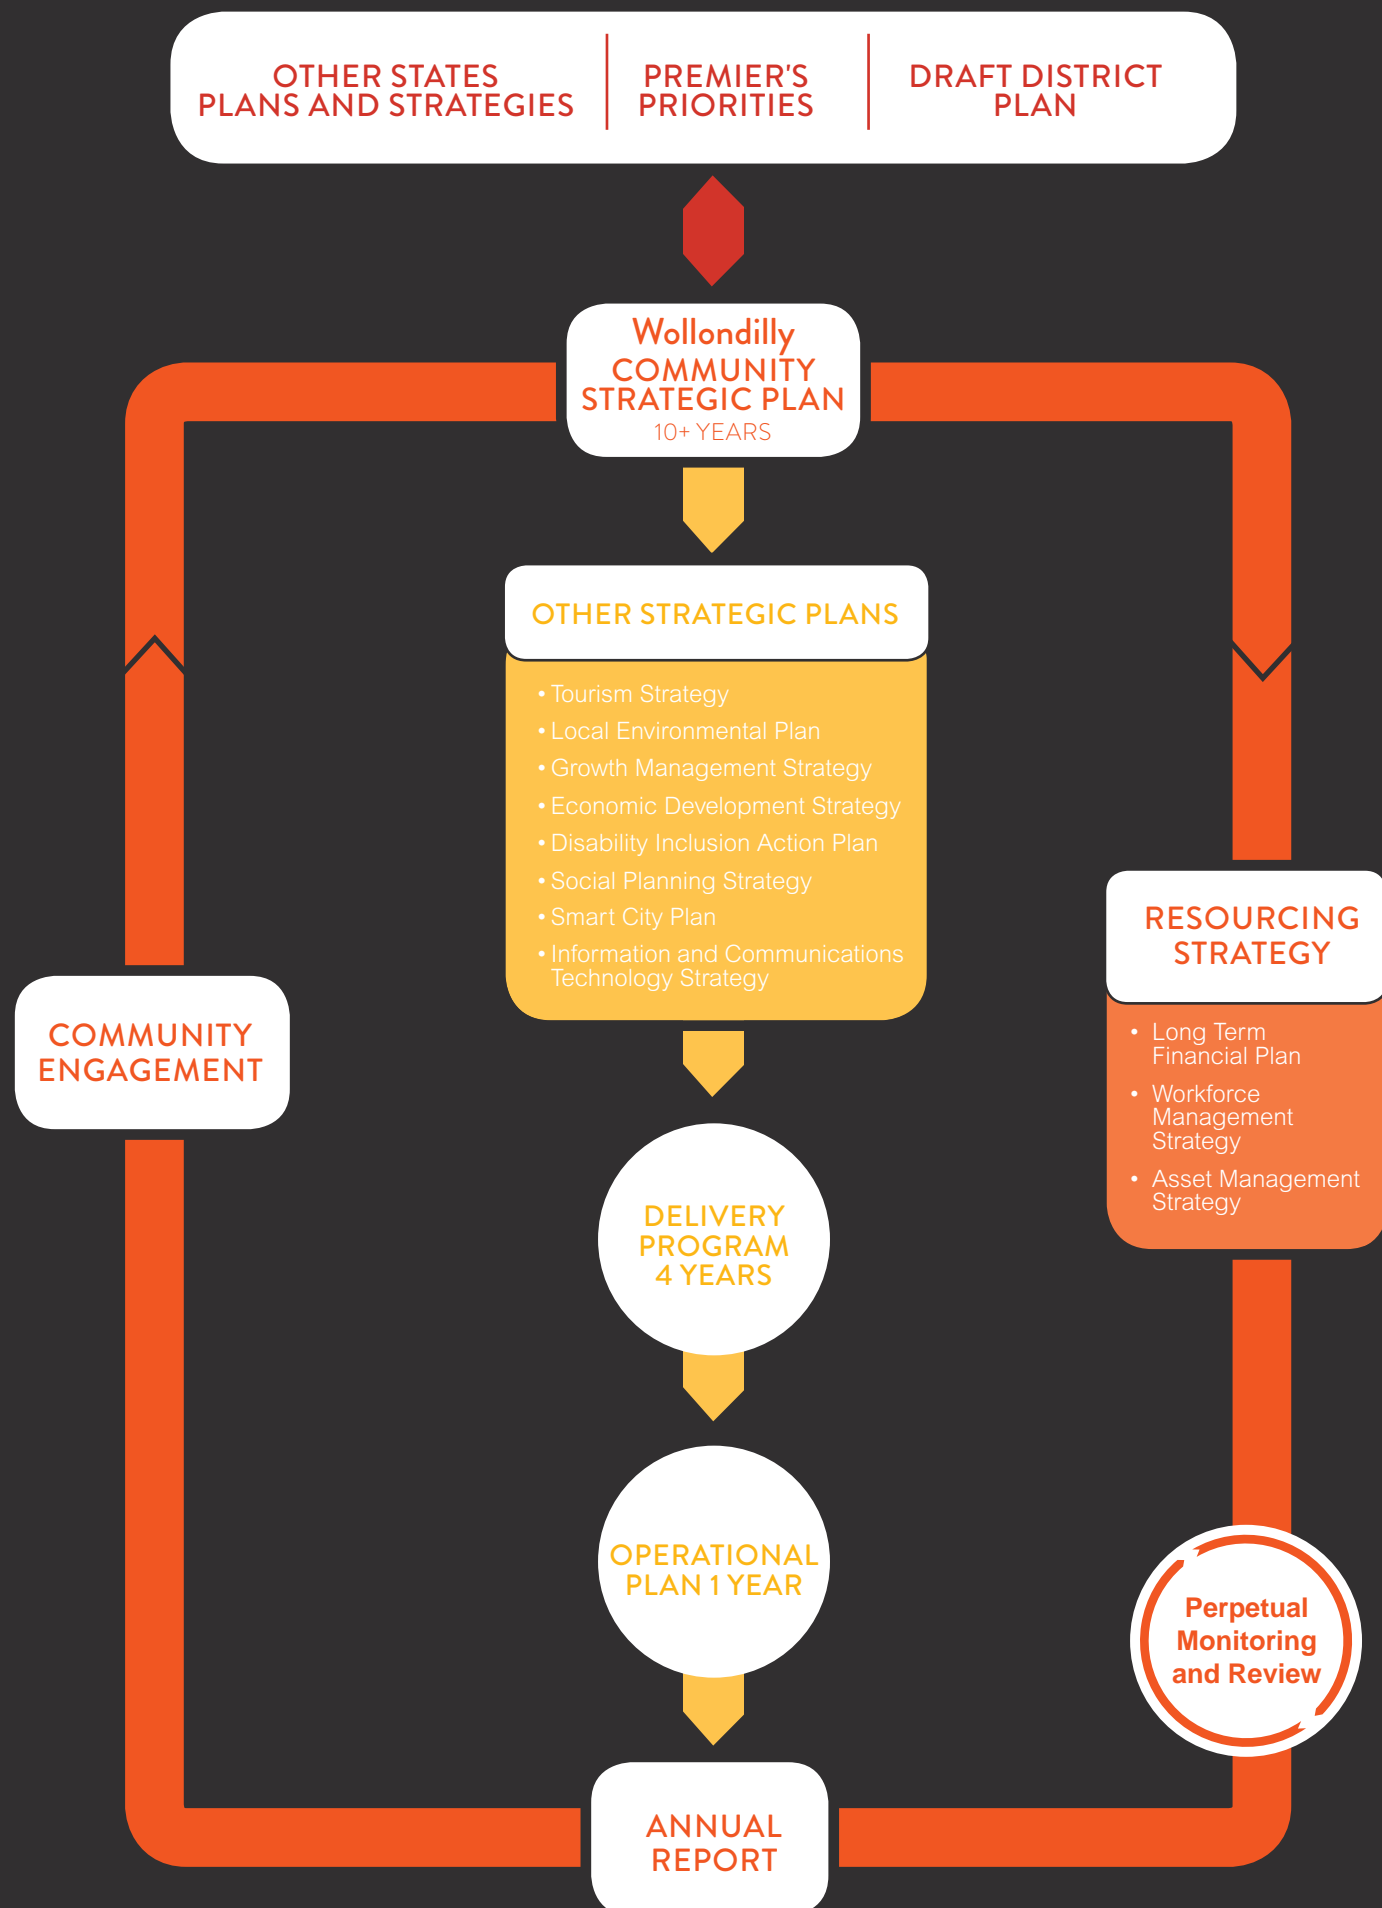 OTHER STATES
PLANS AND STRATEGIES
PREMIER'S
PRIORITIES
DRAFT DISTRICT
PLAN
Wollondilly
COMMUNITY
STRATEGIC PLAN
10+ YEARS
OTHER STRATEGIC PLANS
• Tourism Strategy
• Local Environmental Plan
• Growth Management Strategy
• Economic Development Strategy
• Disability Inclusion Action Plan
• Social Planning Strategy
• Smart City Plan
• Information and Communications
Technology Strategy
RESOURCING
STRATEGY
• Long Term
Financial Plan
• Workforce
Management
Strategy
• Asset Management
Strategy
COMMUNITY
ENGAGEMENT
DELIVERY
PROGRAM
4 YEARS
OPERATIONAL
PLAN 1 YEAR
Perpetual
Monitoring
and Review
ANNUAL
REPORT